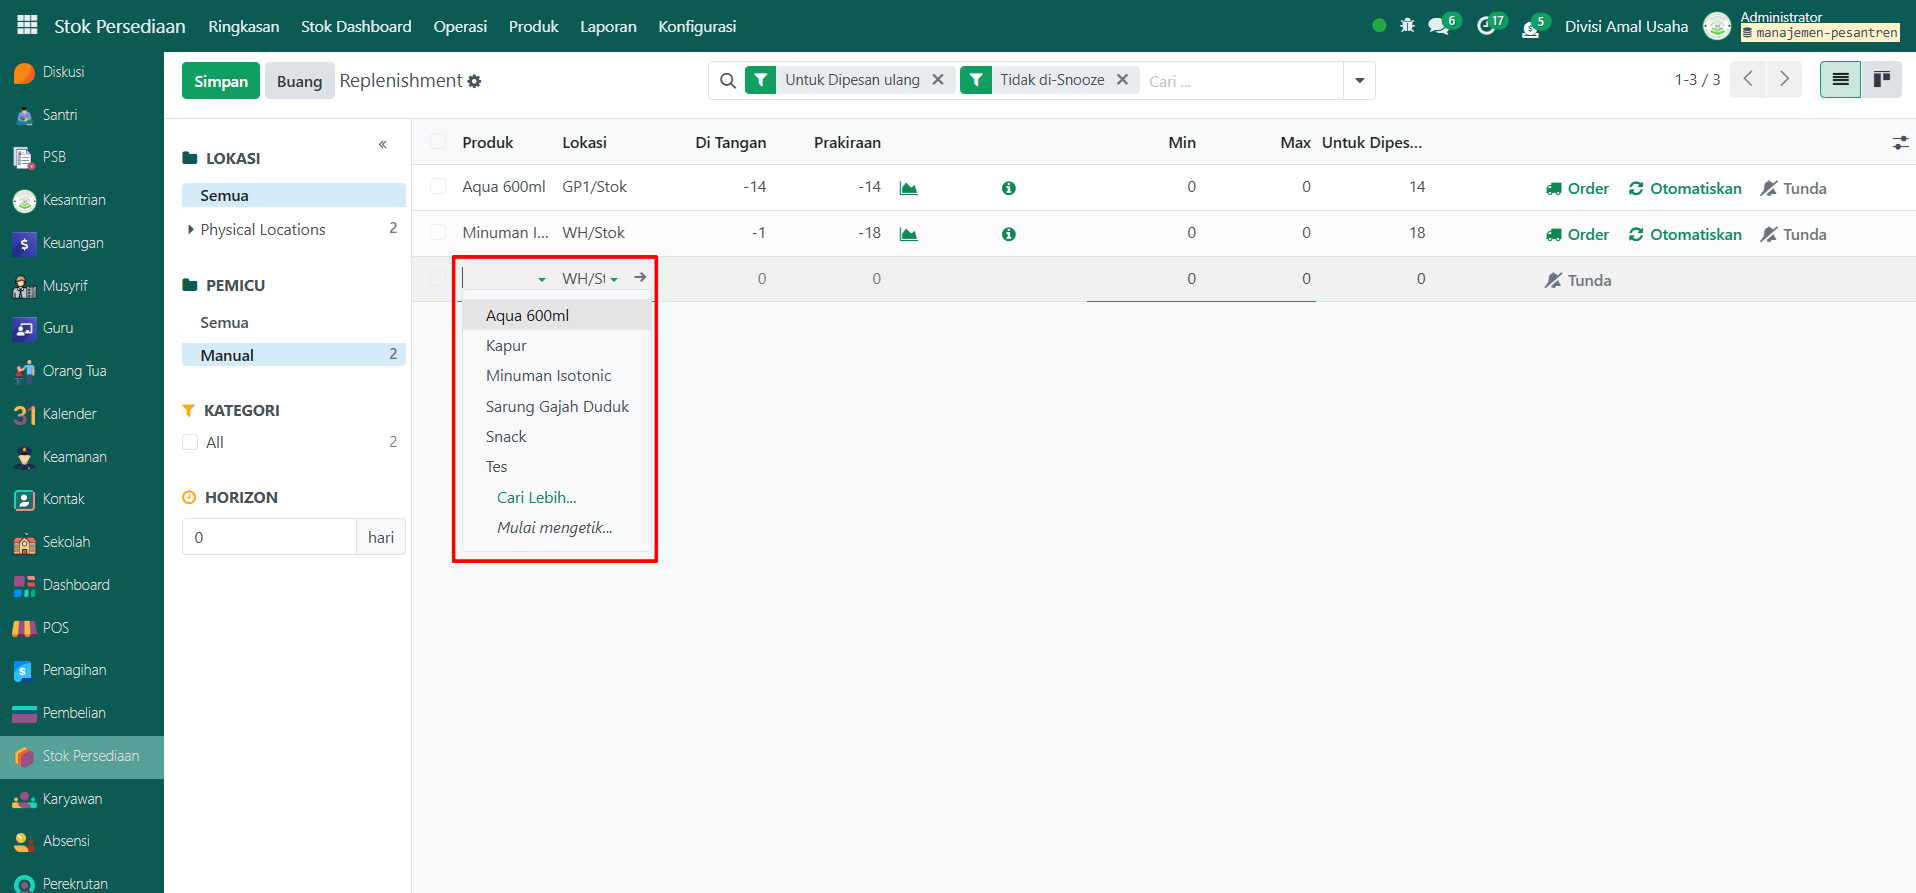 Stok Persediaan Ringkasan Stok Dashboard Operasi Produk Laporan Konfigurasi 6 17 5 Divisi Amal Usaha Administrator
manajemen-pesantren
Diskusi
Santri
PSB
Kesantrian
Keuangan
Musyrif
Guru
Orang Tua
31 Kalender
Keamanan
Kontak
Sekolah
Dashboard
POS
Penagihan
Pembelian
Stok Persediaan
Karyawan
Absensi
Perekrutan
Simpan Buang Replenishment Untuk Dipesan ulang Tidak di-Snooze Cari ... 1-3 / 3
LOKASI
Semua
Physical Locations 2
PEMICU
Semua
Manual 2
KATEGORI
All 2
HORIZON
0 hari
Produk Lokasi Di Tangan Prakiraan Min Max Untuk Dipes...
Aqua 600ml GP1/Stok -14 -14 0 0 14 Order Otomatiskan Tunda
Minuman I... WH/Stok -1 -18 0 0 18 Order Otomatiskan Tunda
WH/St 0 0 0 0 0 Tunda
Aqua 600ml
Kapur
Minuman Isotonic
Sarung Gajah Duduk
Snack
Tes
Cari Lebih...
Mulai mengetik...